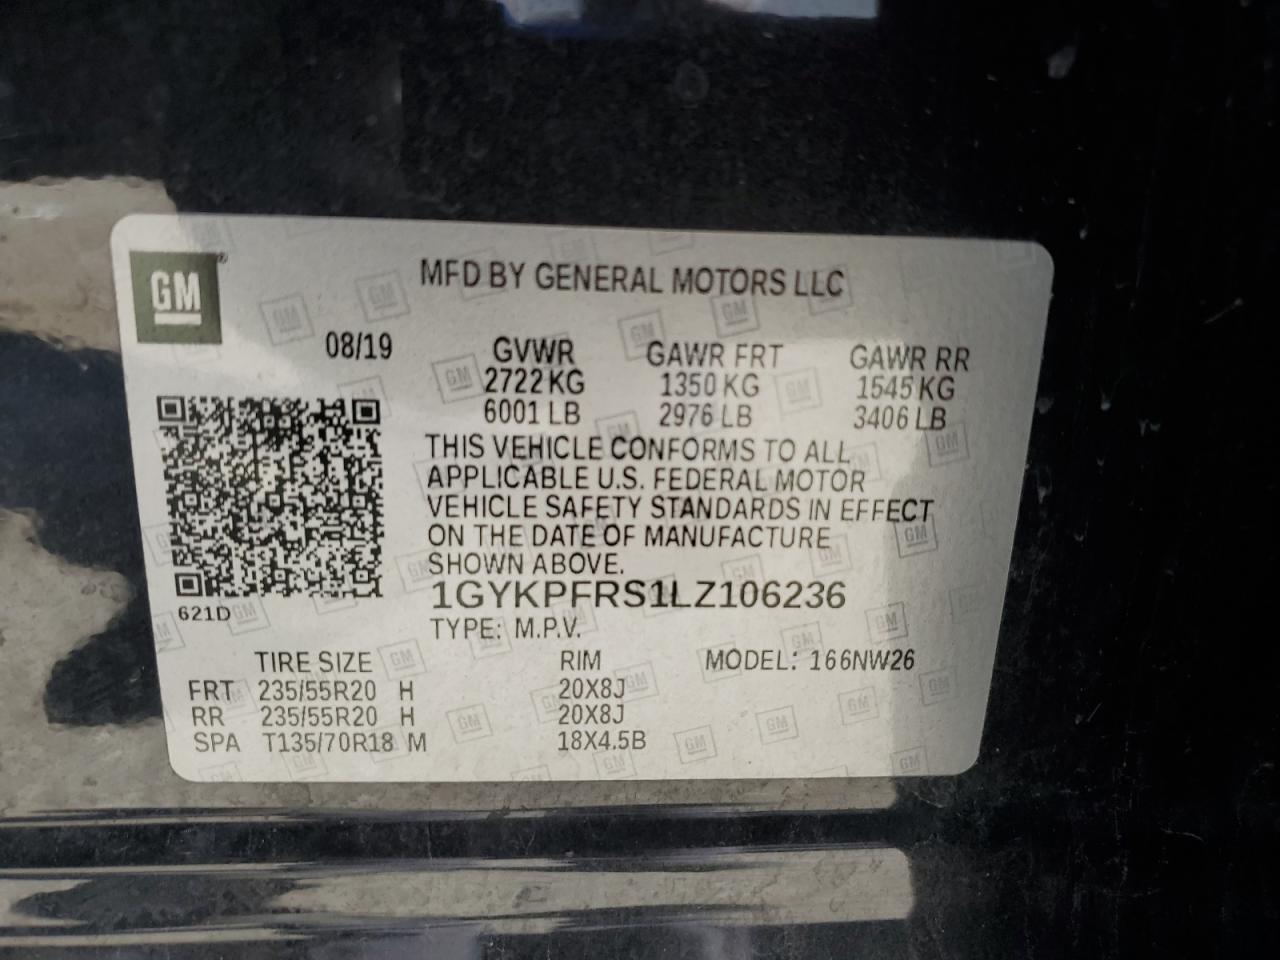 GM
MFD BY GENERAL MOTORS LLC
08/19 GVWR GAWR FRT GAWR RR
2722 KG 1350 KG 1545 KG
6001 LB 2976 LB 3406 LB
THIS VEHICLE CONFORMS TO ALL
APPLICABLE U.S. FEDERAL MOTOR
VEHICLE SAFETY STANDARDS IN EFFECT
ON THE DATE OF MANUFACTURE
SHOWN ABOVE.
1GYKPFRS1LZ106236
621D
TYPE: M.P.V.
TIRE SIZE RIM MODEL: 166NW26
FRT 235/55R20 H 20X8J
RR 235/55R20 H 20X8J
SPA T135/70R18 M 18X4.5B